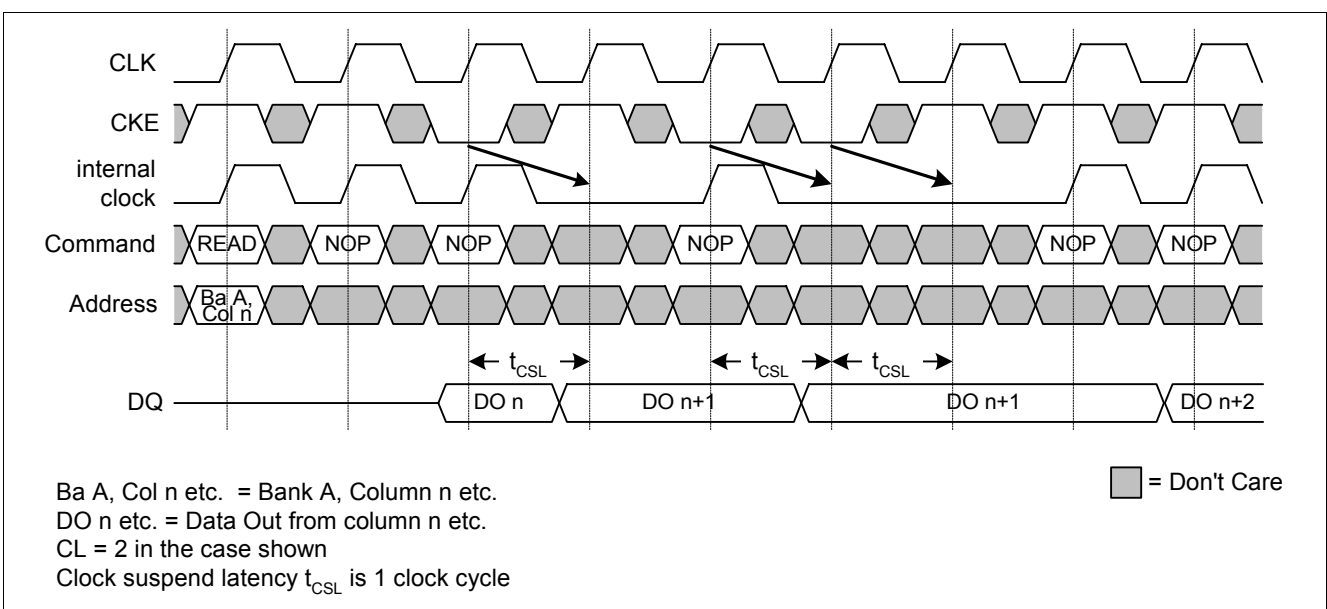 CLK
CKE
internal
clock
Command READ NOP NOP NOP NOP NOP
Address Ba A,
Col n
t_CSL t_CSL t_CSL
DQ DO n DO n+1 DO n+1 DO n+2
Ba A, Col n etc. = Bank A, Column n etc.
= Don't Care
DO n etc. = Data Out from column n etc.
CL = 2 in the case shown
Clock suspend latency t_CSL is 1 clock cycle